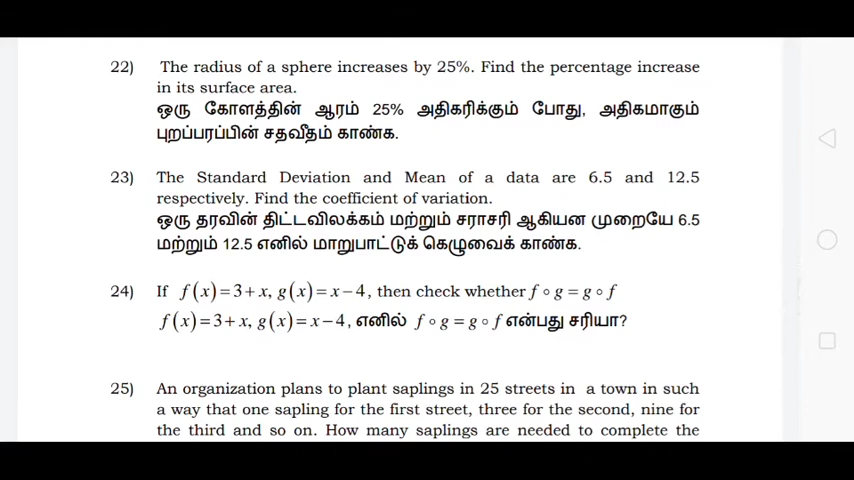 22) The radius of a sphere increases by 25%. Find the percentage increase
in its surface area.
ஒரு கோளத்தின் ஆரம் 25% அதிகரிக்கும் போது, அதிகமாகும்
புறப்பரப்பின் சதவீதம் காண்க.
23) The Standard Deviation and Mean of a data are 6.5 and 12.5
respectively. Find the coefficient of variation.
ஒரு தரவின் திட்டவிலக்கம் மற்றும் சராசரி ஆகியன முறையே 6.5
மற்றும் 12.5 எனில் மாறுபாட்டுக் கெழுவைக் காண்க.
24) If f(x)=3+x, g(x)=x−4, then check whether f∘g=g∘f
f(x)=3+x, g(x)=x−4, எனில் f∘g=g∘f என்பது சரியா?
25) An organization plans to plant saplings in 25 streets in a town in such
a way that one sapling for the first street, three for the second, nine for
the third and so on. How many saplings are needed to complete the